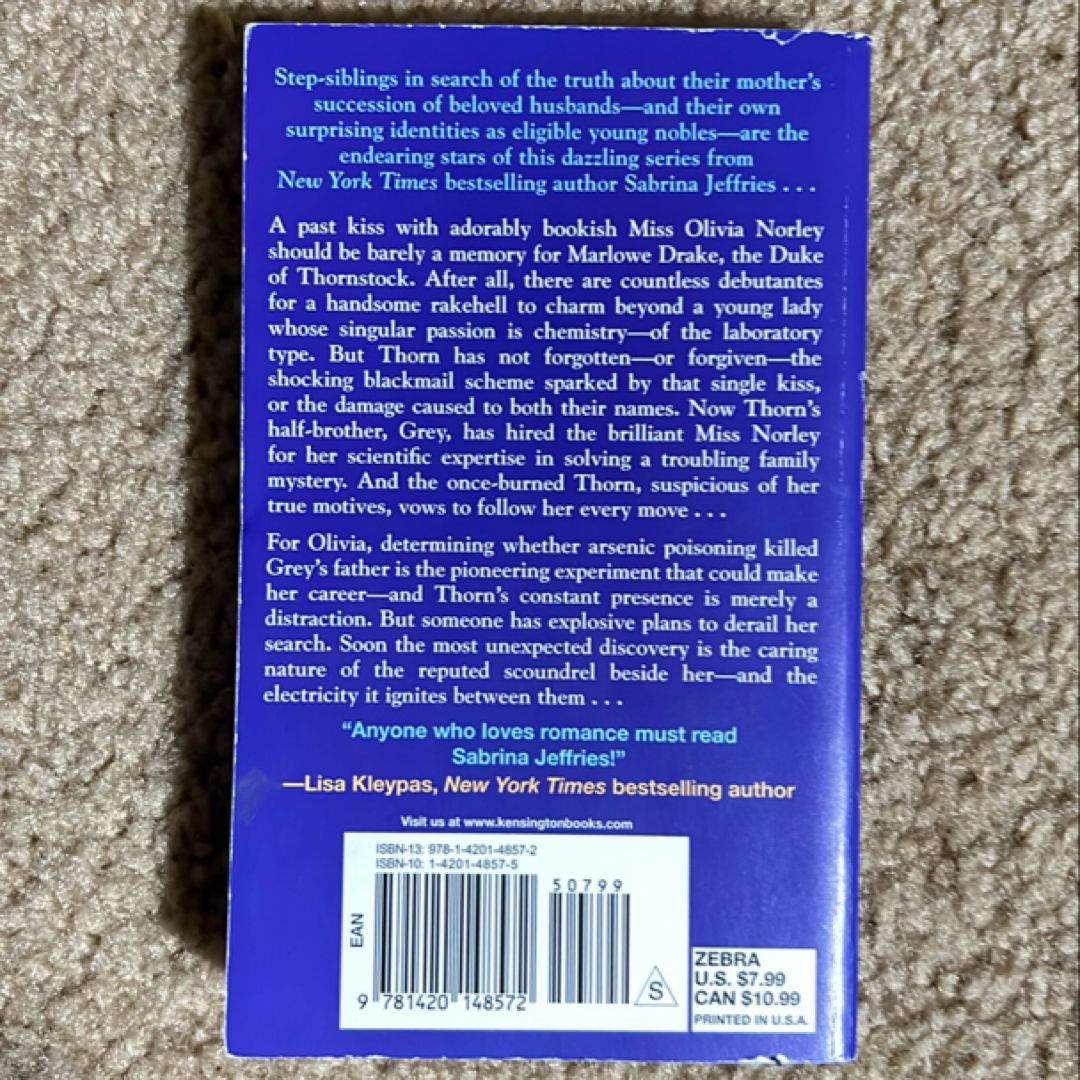 Step-siblings in search of the truth about their mother's
succession of beloved husbands—and their own
surprising identities as eligible young nobles—are the
endearing stars of this dazzling series from
New York Times bestselling author Sabrina Jeffries . . .
A past kiss with adorably bookish Miss Olivia Norley
should be barely a memory for Marlowe Drake, the Duke
of Thornstock. After all, there are countless debutantes
for a handsome rakehell to charm beyond a young lady
whose singular passion is chemistry—of the laboratory
type. But Thorn has not forgotten—or forgiven—the
shocking blackmail scheme sparked by that single kiss,
or the damage caused to both their names. Now Thorn's
half-brother, Grey, has hired the brilliant Miss Norley
for her scientific expertise in solving a troubling family
mystery. And the once-burned Thorn, suspicious of her
true motives, vows to follow her every move . . .
For Olivia, determining whether arsenic poisoning killed
Grey's father is the pioneering experiment that could make
her career—and Thorn's constant presence is merely a
distraction. But someone has explosive plans to derail her
search. Soon the most unexpected discovery is the caring
nature of the reputed scoundrel beside her—and the
electricity it ignites between them . . .
"Anyone who loves romance must read
Sabrina Jeffries!"
—Lisa Kleypas, New York Times bestselling author
Visit us at www.kensingtonbooks.com
ISBN-13: 978-1-4201-4857-2
ISBN-10: 1-4201-4857-5
50799
EAN
9 781420 148572
S
ZEBRA
U.S. $7.99
CAN $10.99
PRINTED IN U.S.A.